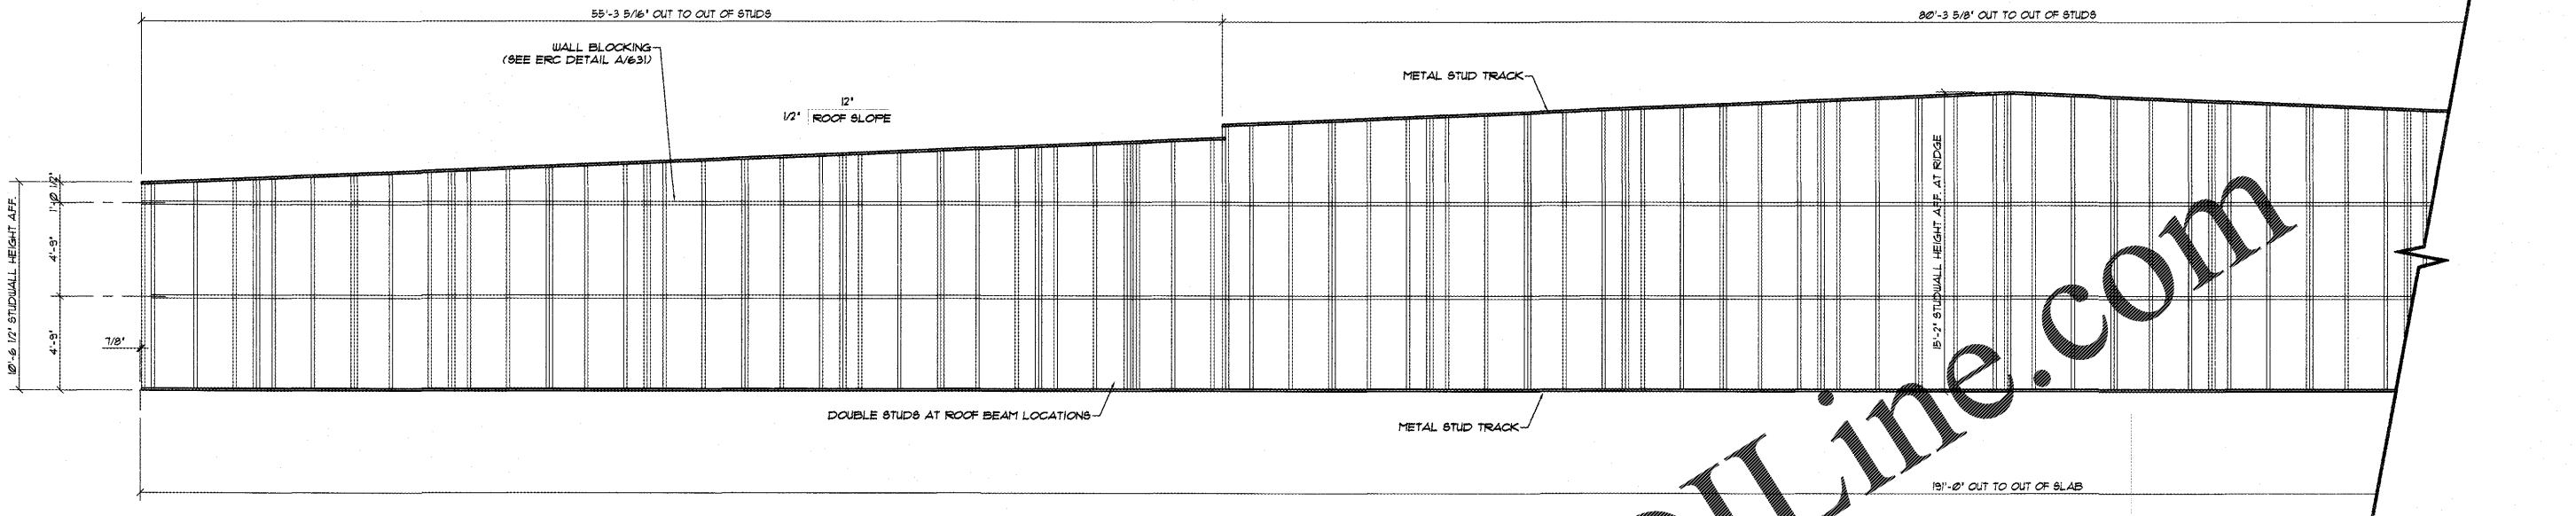 55'-3 5/16" OUT TO OUT OF STUDS
80'-3 5/8" OUT TO OUT OF STUDS
WALL BLOCKING
(SEE ERC DETAIL A/631)
METAL STUD TRACK
12"
1/2" ROOF SLOPE
10'-6 1/2" STUDWALL HEIGHT AFF.
1'-0 1/2"
4'-9"
4'-9"
7/8"
15'-2" STUDWALL HEIGHT AFF. AT RIDGE
DOUBLE STUDS AT ROOF BEAM LOCATIONS
METAL STUD TRACK
191'-0" OUT TO OUT OF SLAB
lLine.com